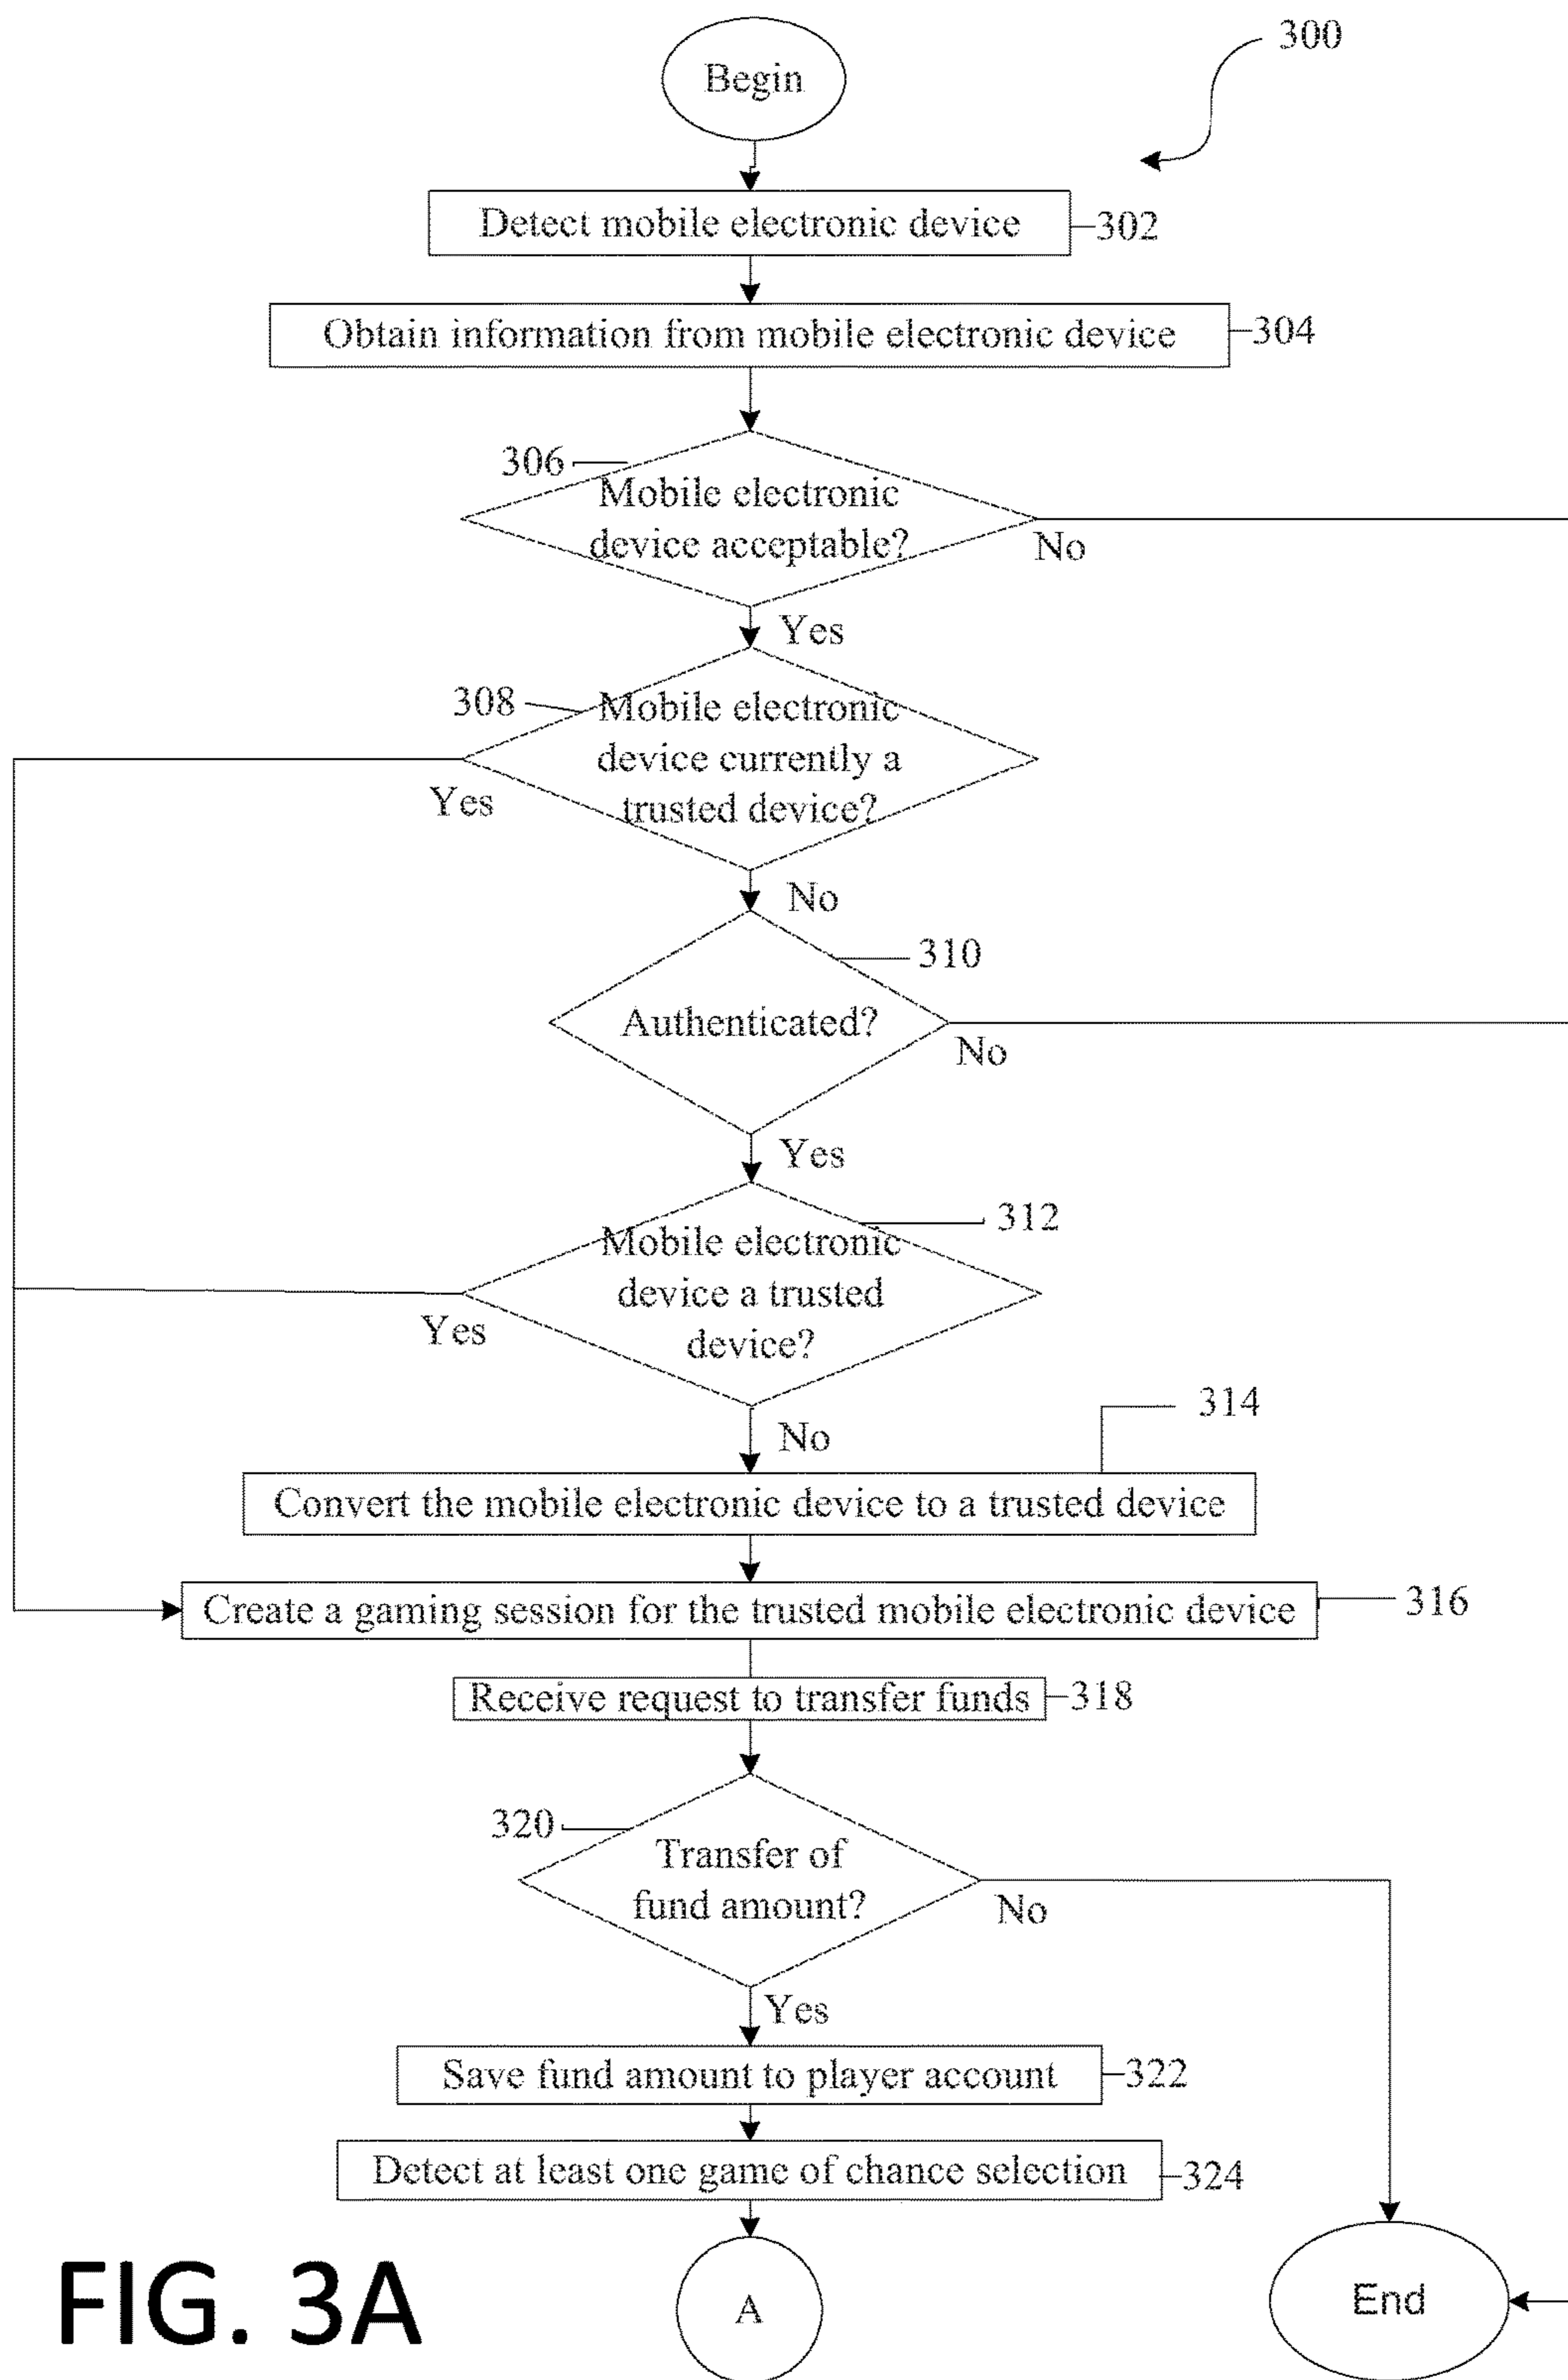 300
Begin
Detect mobile electronic device
302
Obtain information from mobile electronic device
304
306
Mobile electronic
device acceptable?
No
Yes
308
Mobile electronic
device currently a
trusted device?
Yes
No
310
Authenticated?
No
Yes
312
Mobile electronic
device a trusted
device?
Yes
No
314
Convert the mobile electronic device to a trusted device
Create a gaming session for the trusted mobile electronic device
316
Receive request to transfer funds
318
320
Transfer of
fund amount?
No
Yes
Save fund amount to player account
322
Detect at least one game of chance selection
324
A
End
FIG. 3A